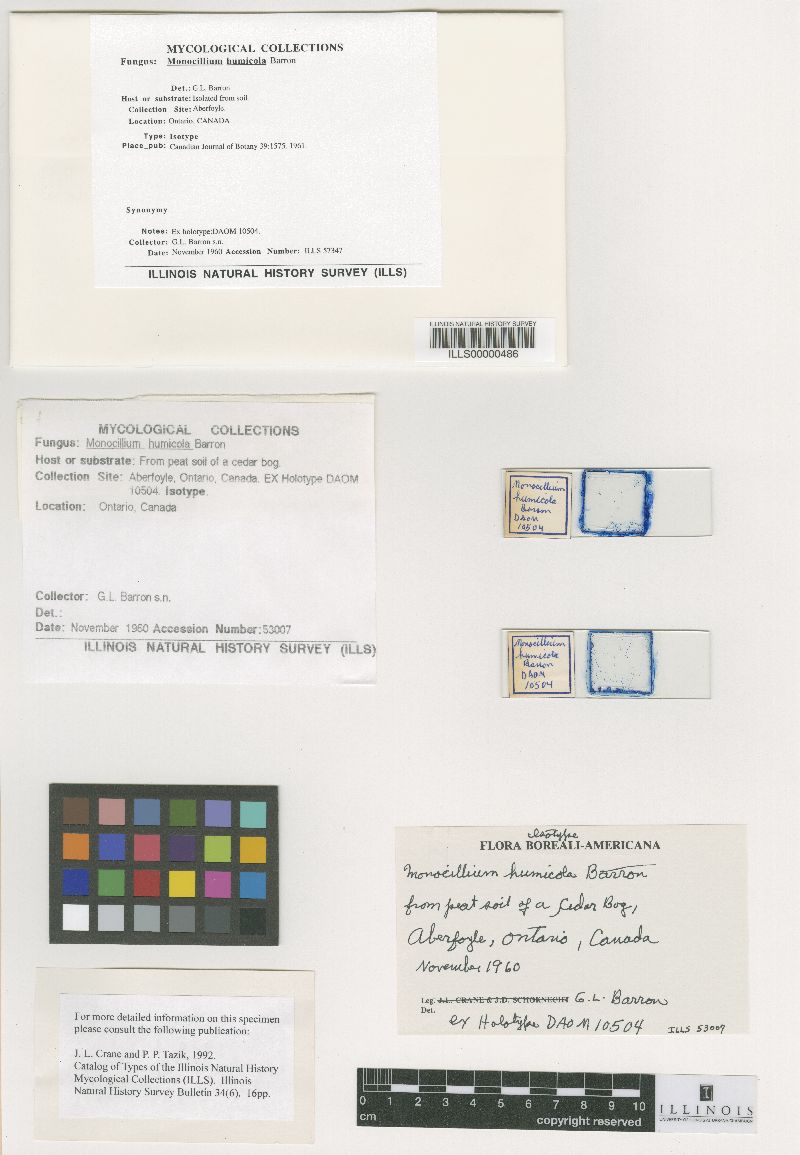 MYCOLOGICAL COLLECTIONS
Fungus: Monocillium humicola Barron
Det.: G.L. Barron
Host or substrate: Isolated from soil.
Collection Site: Aberfoyle.
Location: Ontario, CANADA
Type: Isotype
Place_pub: Canadian Journal of Botany 39:1575, 1961.
Synonymy
Notes: Ex holotype:DAOM 10504.
Collector: G.L. Barron s.n.
Date: November 1960 Accession Number: ILLS 57347
ILLINOIS NATURAL HISTORY SURVEY (ILLS)
ILLINOIS NATURAL HISTORY SURVEY
ILLS00000486
MYCOLOGICAL COLLECTIONS
Fungus: Monocillium humicola Barron
Host or substrate: From peat soil of a cedar bog.
Collection Site: Aberfoyle, Ontario, Canada. EX Holotype DAOM
10504. Isotype.
Location: Ontario, Canada
Collector: G.L. Barron s.n.
Det.:
Date: November 1960 Accession Number: 53007
ILLINOIS NATURAL HISTORY SURVEY (ILLS)
Monocillium
humicola
Barron
DAOM
10504
Monocillium
humicola
Barron
DAOM
10504
Isotype
FLORA BOREALI-AMERICANA
Monocillium humicola Barron
from peat soil of a Cedar Bog,
Aberfoyle, Ontario, Canada
November 1960
Leg. J.L. CRANE & J.D. SCHOKNECHT G.L. Barron
Det.
ex Holotype DAOM 10504 ILLS 53007
For more detailed information on this specimen
please consult the following publication:
J. L. Crane and P. P. Tazik, 1992.
Catalog of Types of the Illinois Natural History
Mycological Collections (ILLS). Illinois
Natural History Survey Bulletin 34(6), 16pp.
0 1 2 3 4 5 6 7 8 9 10
cm
copyright reserved
I
ILLINOIS
UNIVERSITY OF ILLINOIS AT URBANA-CHAMPAIGN